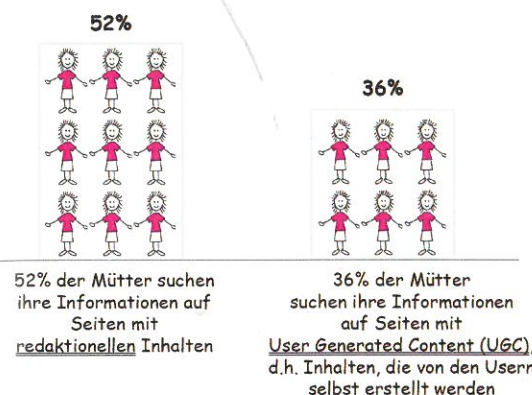 52%
36%
52% der Mütter suchen
ihre Informationen auf
Seiten mit
redaktionellen Inhalten
36% der Mütter
suchen ihre Informationen
auf Seiten mit
User Generated Content (UGC),
d.h. Inhalten, die von den Usern
selbst erstellt werden